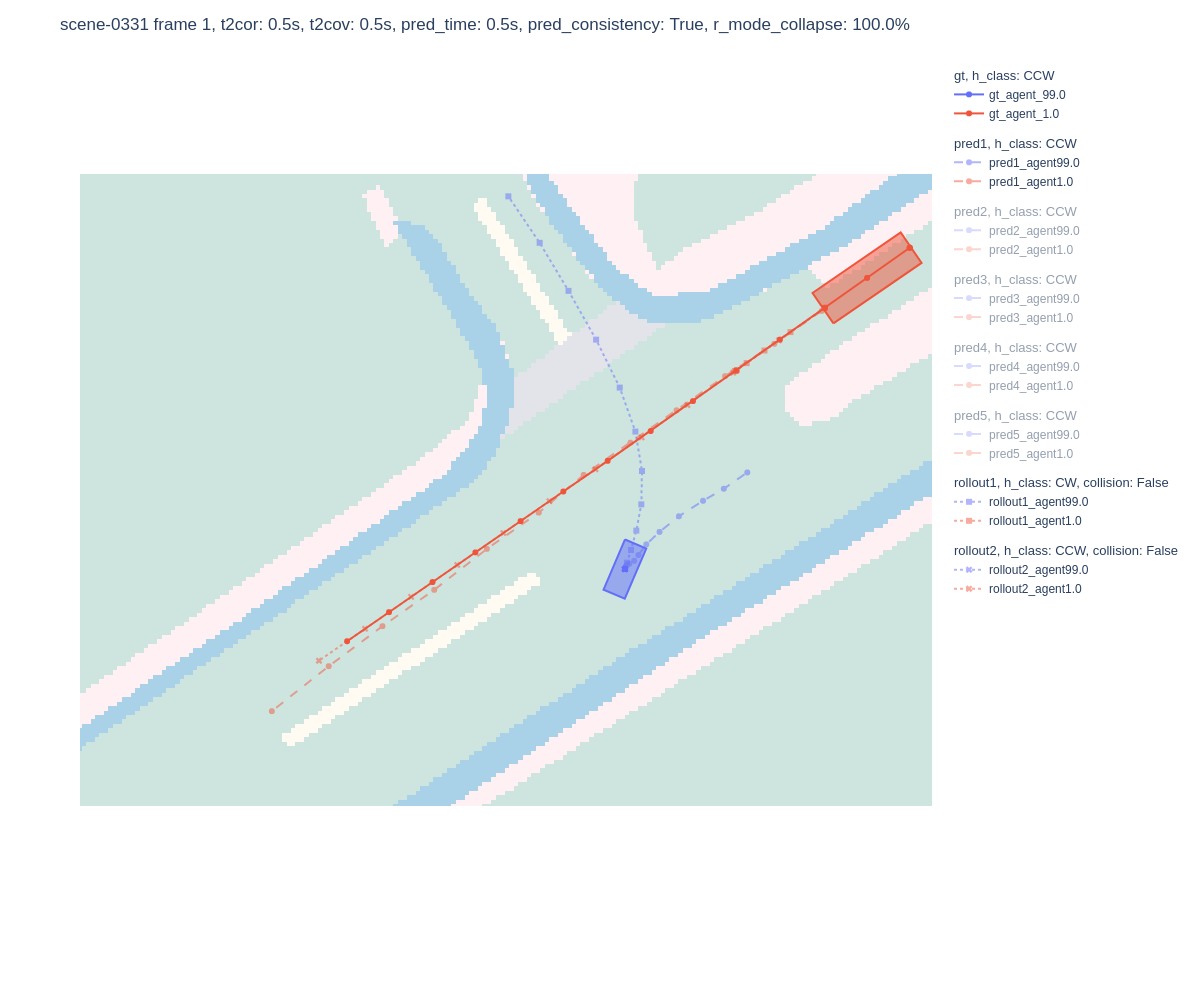 scene-0331 frame 1, t2cor: 0.5s, t2cov: 0.5s, pred_time: 0.5s, pred_consistency: True, r_mode_collapse: 100.0%
gt, h_class: CCW
gt_agent_99.0
gt_agent_1.0
pred1, h_class: CCW
pred1_agent99.0
pred1_agent1.0
pred2, h_class: CCW
pred2_agent99.0
pred2_agent1.0
pred3, h_class: CCW
pred3_agent99.0
pred3_agent1.0
pred4, h_class: CCW
pred4_agent99.0
pred4_agent1.0
pred5, h_class: CCW
pred5_agent99.0
pred5_agent1.0
rollout1, h_class: CW, collision: False
rollout1_agent99.0
rollout1_agent1.0
rollout2, h_class: CCW, collision: False
rollout2_agent99.0
rollout2_agent1.0